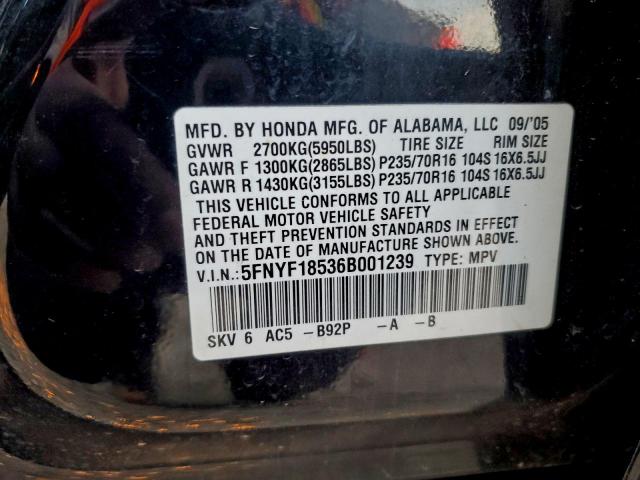 MFD. BY HONDA MFG. OF ALABAMA, LLC 09/'05
GVWR 2700KG(5950LBS) TIRE SIZE RIM SIZE
GAWR F 1300KG(2865LBS) P235/70R16 104S 16X6.5JJ
GAWR R 1430KG(3155LBS) P235/70R16 104S 16X6.5JJ
THIS VEHICLE CONFORMS TO ALL APPLICABLE
FEDERAL MOTOR VEHICLE SAFETY
AND THEFT PREVENTION STANDARDS IN EFFECT
ON THE DATE OF MANUFACTURE SHOWN ABOVE.
V.I.N.: 5FNYF18536B001239 TYPE: MPV
SKV 6 AC5 -B92P -A -B